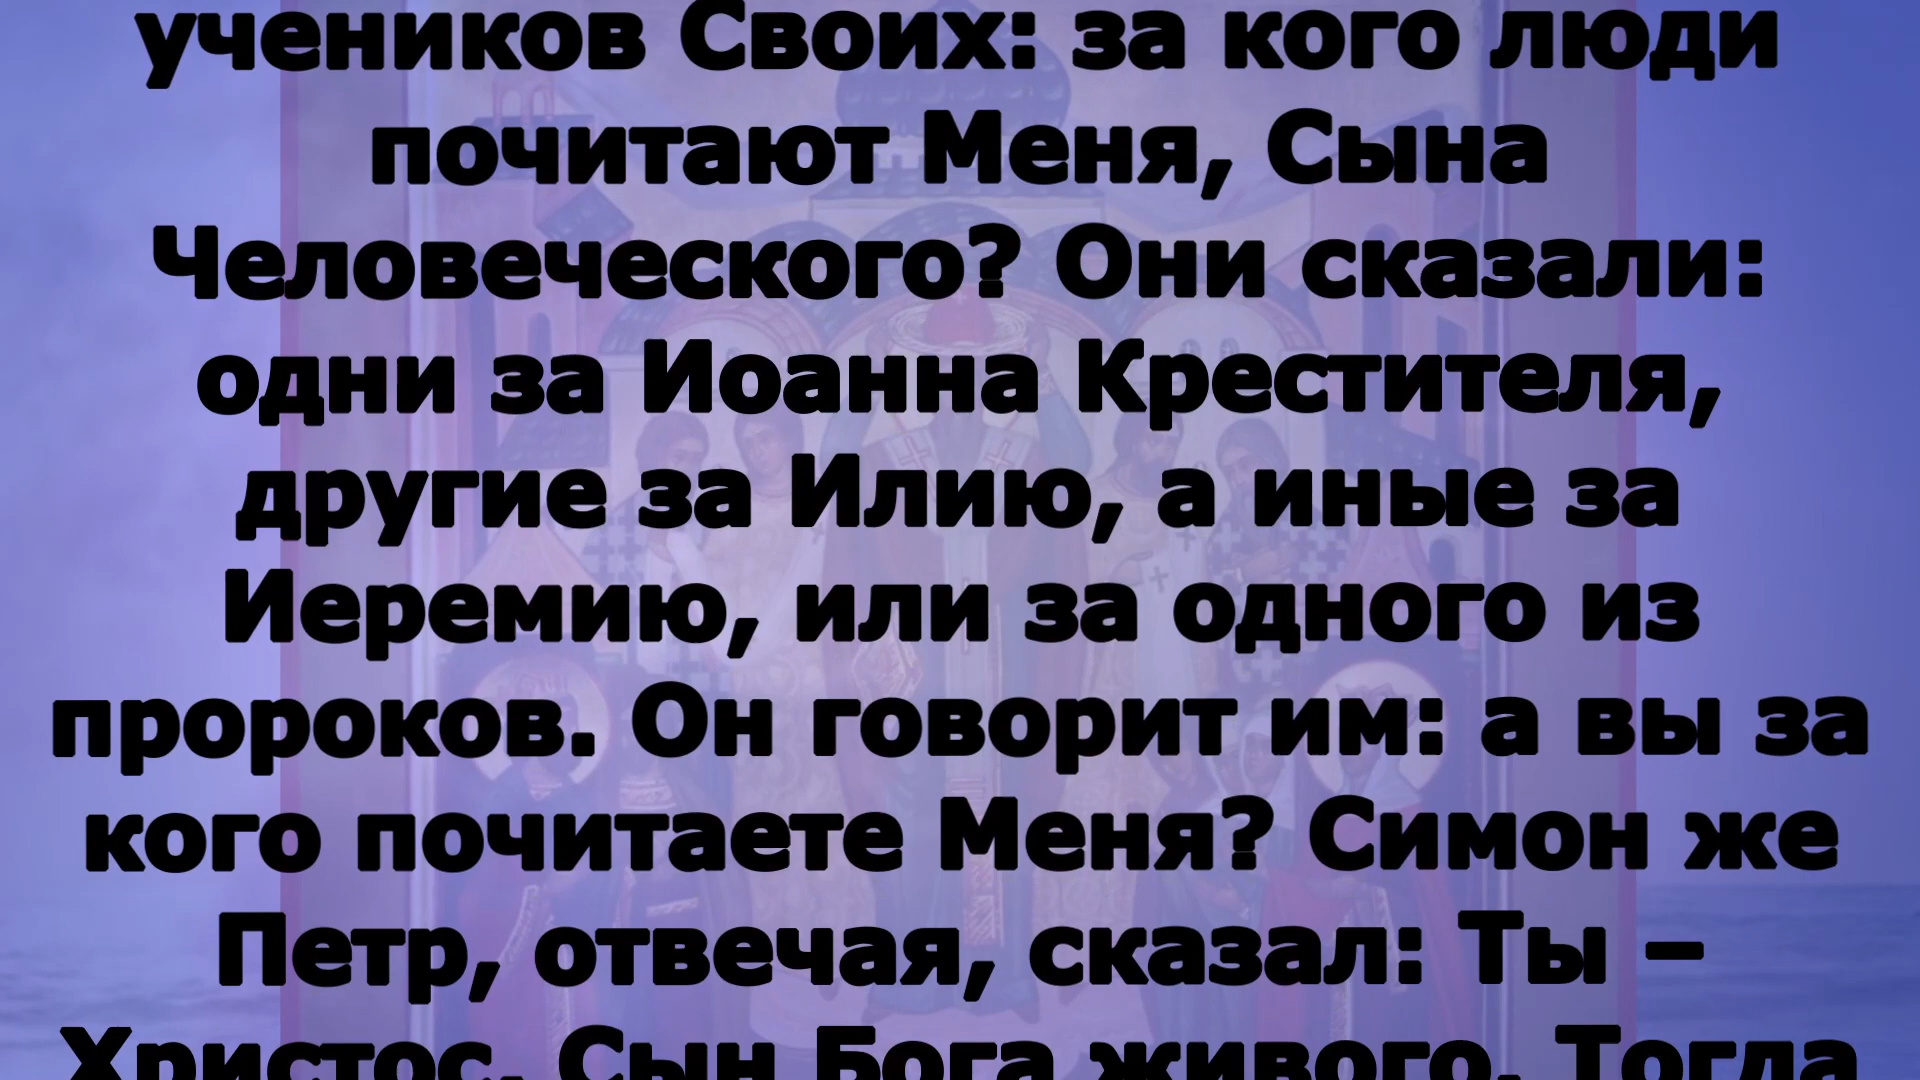 учеников Своих: за кого люди
почитают Меня, Сына
Человеческого? Они сказали:
одни за Иоанна Крестителя,
другие за Илию, а иные за
Иеремию, или за одного из
пророков. Он говорит им: а вы за
кого почитаете Меня? Симон же
Петр, отвечая, сказал: Ты –
Христос, Сын Бога живого. Тогда